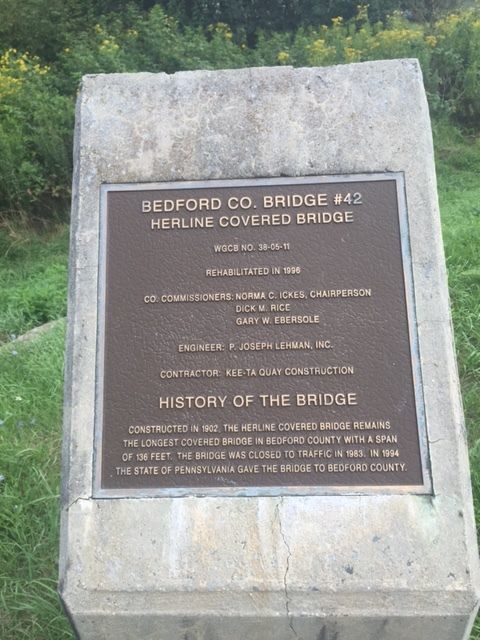 BEDFORD CO. BRIDGE #42
HERLINE COVERED BRIDGE
WGCB NO. 38-05-11
REHABILITATED IN 1996
CO. COMMISSIONERS: NORMA C. ICKES, CHAIRPERSON
DICK M. RICE
GARY W. EBERSOLE
ENGINEER: P. JOSEPH LEHMAN, INC.
CONTRACTOR: KEE-TA QUAY CONSTRUCTION
HISTORY OF THE BRIDGE
CONSTRUCTED IN 1902, THE HERLINE COVERED BRIDGE REMAINS
THE LONGEST COVERED BRIDGE IN BEDFORD COUNTY WITH A SPAN
OF 136 FEET. THE BRIDGE WAS CLOSED TO TRAFFIC IN 1983. IN 1994
THE STATE OF PENNSYLVANIA GAVE THE BRIDGE TO BEDFORD COUNTY.